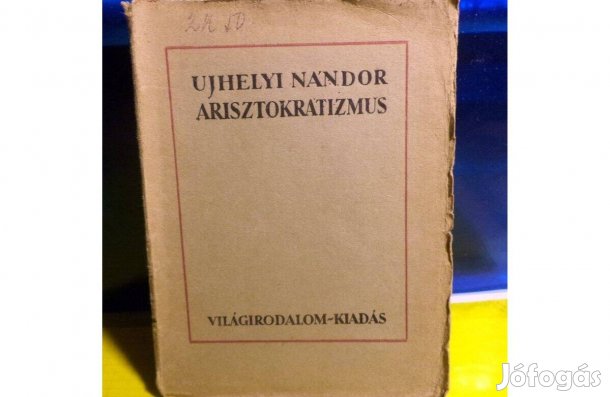 UJHELYI NÁNDOR
ARISZTOKRATIZMUS
VILÁGIRODALOM-KIADÁS
Jófogás